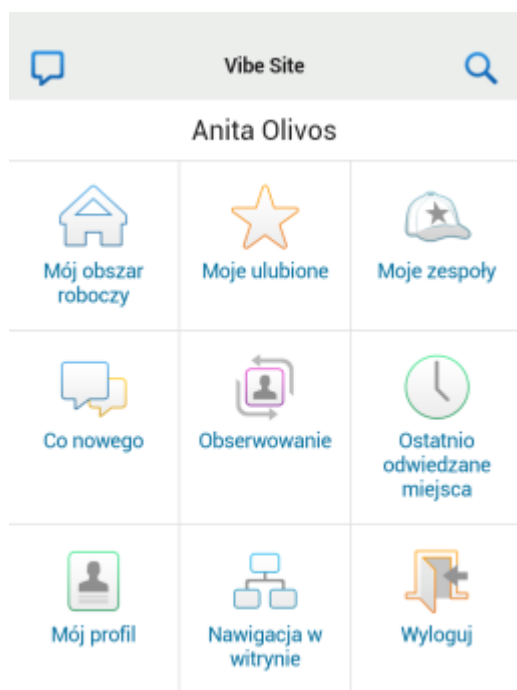 Vibe Site
Anita Olivos
Mój obszar
roboczy
Moje ulubione
Moje zespoły
Co nowego
Obserwowanie
Ostatnio
odwiedzane
miejsca
Mój profil
Nawigacja w
witrynie
Wyloguj